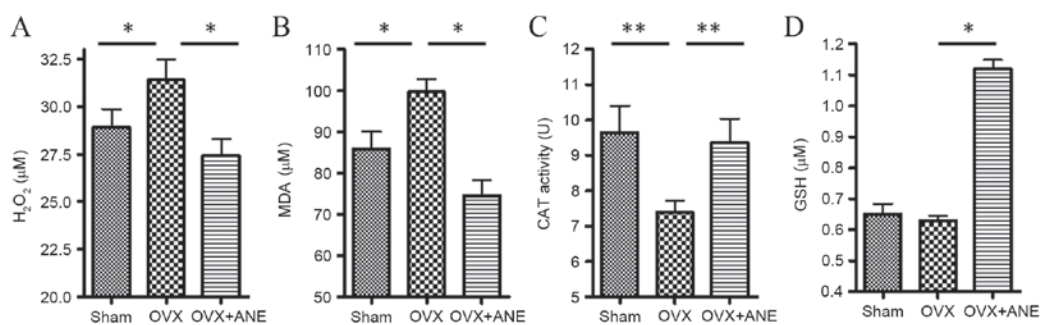 A
* *
H₂O₂ (μM)
32.5
30.0
27.5
25.0
22.5
20.0
Sham OVX OVX+ANE
B
* *
MDA (μM)
110
100
90
80
70
60
50
Sham OVX OVX+ANE
C
** **
CAT activity (U)
12
11
10
9
8
7
6
5
Sham OVX OVX+ANE
D
*
GSH (μM)
1.2
1.1
1.0
0.9
0.8
0.7
0.6
0.5
0.4
Sham OVX OVX+ANE